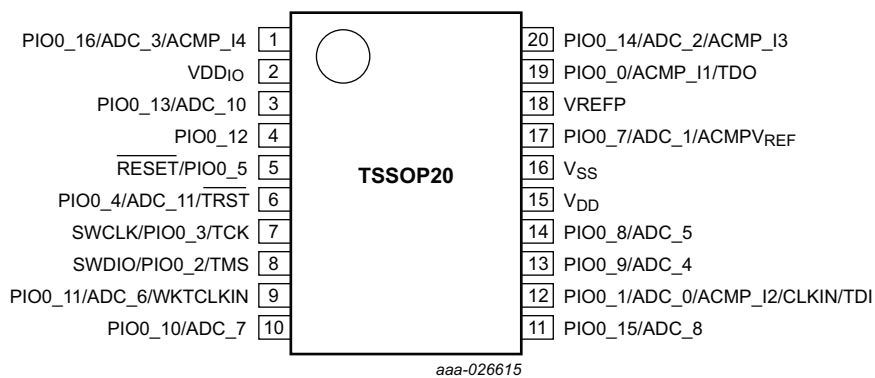 PIO0_16/ADC_3/ACMP_I4 1
VDDIO 2
PIO0_13/ADC_10 3
PIO0_12 4
RESET/PIO0_5 5
PIO0_4/ADC_11/TRST 6
SWCLK/PIO0_3/TCK 7
SWDIO/PIO0_2/TMS 8
PIO0_11/ADC_6/WKTCLKIN 9
PIO0_10/ADC_7 10
TSSOP20
20 PIO0_14/ADC_2/ACMP_I3
19 PIO0_0/ACMP_I1/TDO
18 VREFP
17 PIO0_7/ADC_1/ACMPVREF
16 VSS
15 VDD
14 PIO0_8/ADC_5
13 PIO0_9/ADC_4
12 PIO0_1/ADC_0/ACMP_I2/CLKIN/TDI
11 PIO0_15/ADC_8
aaa-026615